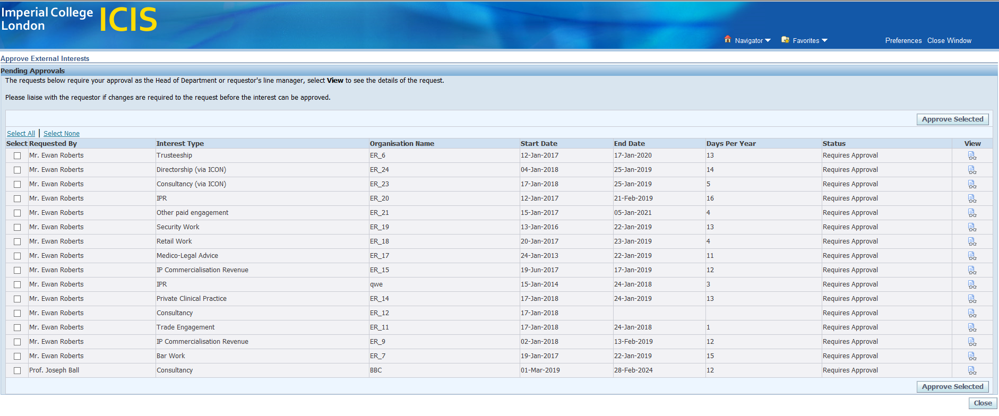 Imperial College
London
ICIS
Navigator Favorites Preferences Close Window
Approve External Interests
Pending Approvals
The requests below require your approval as the Head of Department or requestor's line manager, select View to see the details of the request.
Please liaise with the requestor if changes are required to the request before the interest can be approved.
Approve Selected
Select All | Select None
Select Requested By Interest Type Organisation Name Start Date End Date Days Per Year Status View
Mr. Ewan Roberts Trusteeship ER_6 12-Jan-2017 17-Jan-2020 13 Requires Approval
Mr. Ewan Roberts Directorship (via ICON) ER_24 04-Jan-2018 25-Jan-2019 14 Requires Approval
Mr. Ewan Roberts Consultancy (via ICON) ER_23 17-Jan-2018 25-Jan-2019 5 Requires Approval
Mr. Ewan Roberts IPR ER_20 12-Jan-2017 21-Feb-2019 16 Requires Approval
Mr. Ewan Roberts Other paid engagement ER_21 15-Jan-2017 05-Jan-2021 4 Requires Approval
Mr. Ewan Roberts Security Work ER_19 13-Jan-2016 22-Jan-2019 13 Requires Approval
Mr. Ewan Roberts Retail Work ER_18 20-Jan-2017 23-Jan-2019 4 Requires Approval
Mr. Ewan Roberts Medico-Legal Advice ER_17 24-Jan-2013 22-Jan-2019 11 Requires Approval
Mr. Ewan Roberts IP Commercialisation Revenue ER_15 19-Jun-2017 17-Jan-2019 12 Requires Approval
Mr. Ewan Roberts IPR qwe 15-Jan-2014 24-Jan-2018 3 Requires Approval
Mr. Ewan Roberts Private Clinical Practice ER_14 17-Jan-2018 24-Jan-2019 13 Requires Approval
Mr. Ewan Roberts Consultancy ER_12 17-Jan-2018 Requires Approval
Mr. Ewan Roberts Trade Engagement ER_11 17-Jan-2018 24-Jan-2018 1 Requires Approval
Mr. Ewan Roberts IP Commercialisation Revenue ER_9 02-Jan-2018 13-Feb-2019 12 Requires Approval
Mr. Ewan Roberts Bar Work ER_7 19-Jan-2017 22-Jan-2019 15 Requires Approval
Prof. Joseph Ball Consultancy BBC 01-Mar-2019 28-Feb-2024 12 Requires Approval
Approve Selected
Close